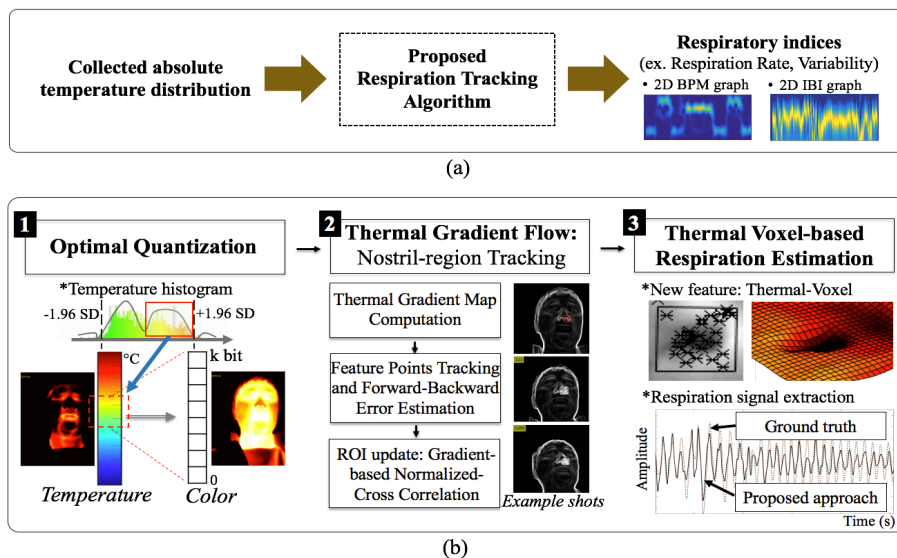 Collected absolute
temperature distribution
Proposed
Respiration Tracking
Algorithm
Respiratory indices
(ex. Respiration Rate, Variability)
• 2D BPM graph
• 2D IBI graph
(a)
1
Optimal Quantization
*Temperature histogram
-1.96 SD
+1.96 SD
°C
k bit
0
Temperature
Color
2
Thermal Gradient Flow:
Nostril-region Tracking
Thermal Gradient Map
Computation
Feature Points Tracking
and Forward-Backward
Error Estimation
ROI update: Gradient-
based Normalized-
Cross Correlation
Example shots
3
Thermal Voxel-based
Respiration Estimation
*New feature: Thermal-Voxel
*Respiration signal extraction
Amplitude
Ground truth
Proposed approach
Time (s)
(b)